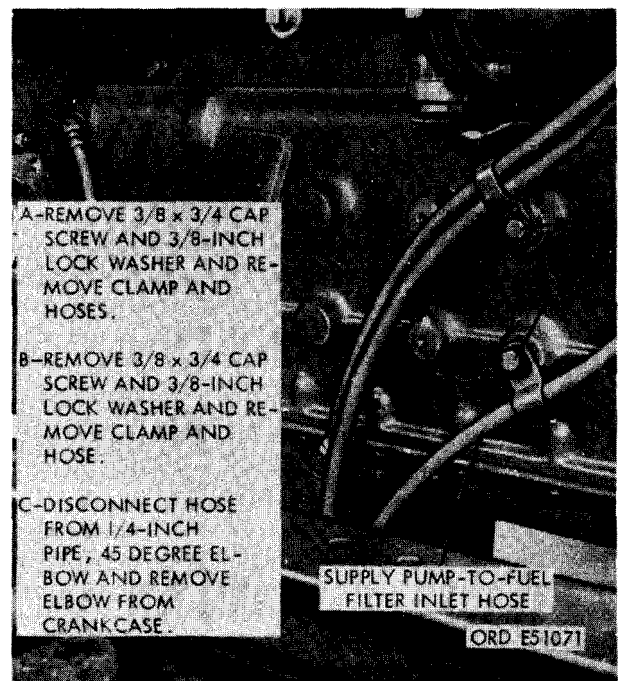 A-REMOVE 3/8 x 3/4 CAP
SCREW AND 3/8-INCH
LOCK WASHER AND RE-
MOVE CLAMP AND
HOSES.
B-REMOVE 3/8 x 3/4 CAP
SCREW AND 3/8-INCH
LOCK WASHER AND RE-
MOVE CLAMP AND
HOSE.
C-DISCONNECT HOSE
FROM 1/4-INCH
PIPE, 45 DEGREE EL-
BOW AND REMOVE
ELBOW FROM
CRANKCASE.
SUPPLY PUMP-TO-FUEL
FILTER INLET HOSE
ORD E51071